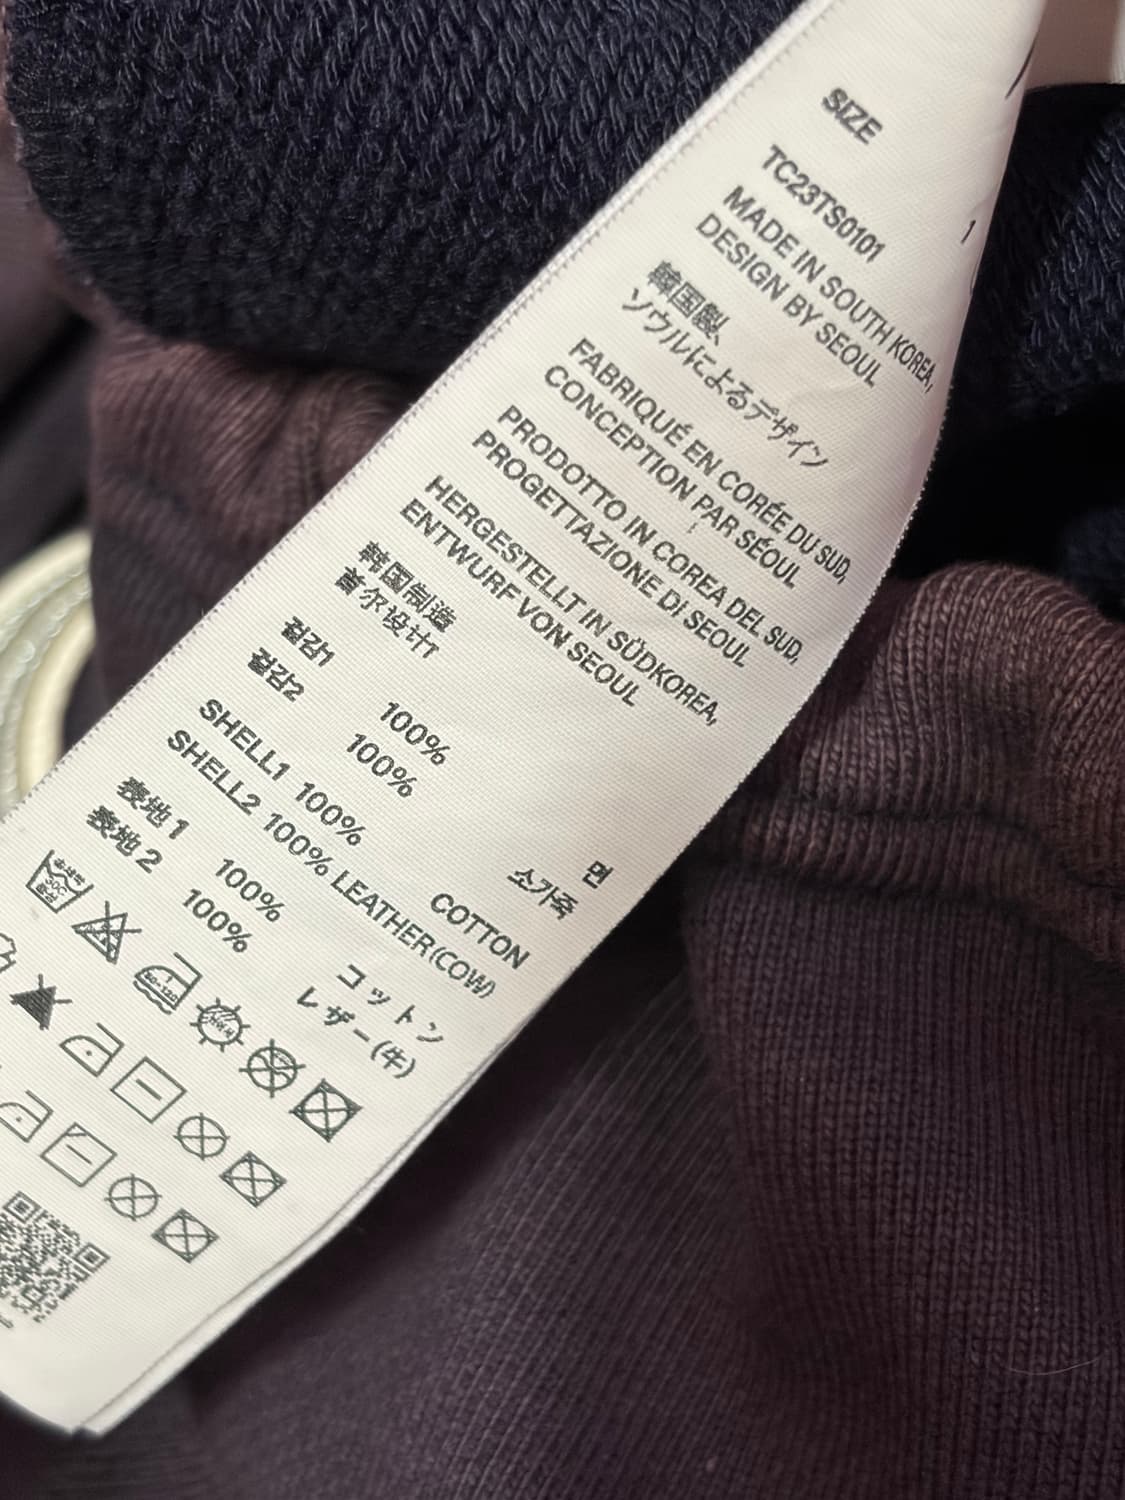 SIZE 1
TC23TS0101
MADE IN SOUTH KOREA,
DESIGN BY SEOUL
韓国製、
ソウルによるデザイン
FABRIQUÉ EN CORÉE DU SUD,
CONCEPTION PAR SÉOUL
PRODOTTO IN COREA DEL SUD,
PROGETTAZIONE DI SEOUL
HERGESTELLT IN SÜDKOREA,
ENTWURF VON SEOUL
韩国制造
首尔设计
겉감1 100% 면
겉감2 100% 소가죽
SHELL1 100% COTTON
SHELL2 100% LEATHER(COW)
表地1 100% コットン
表地2 100% レザー(牛)